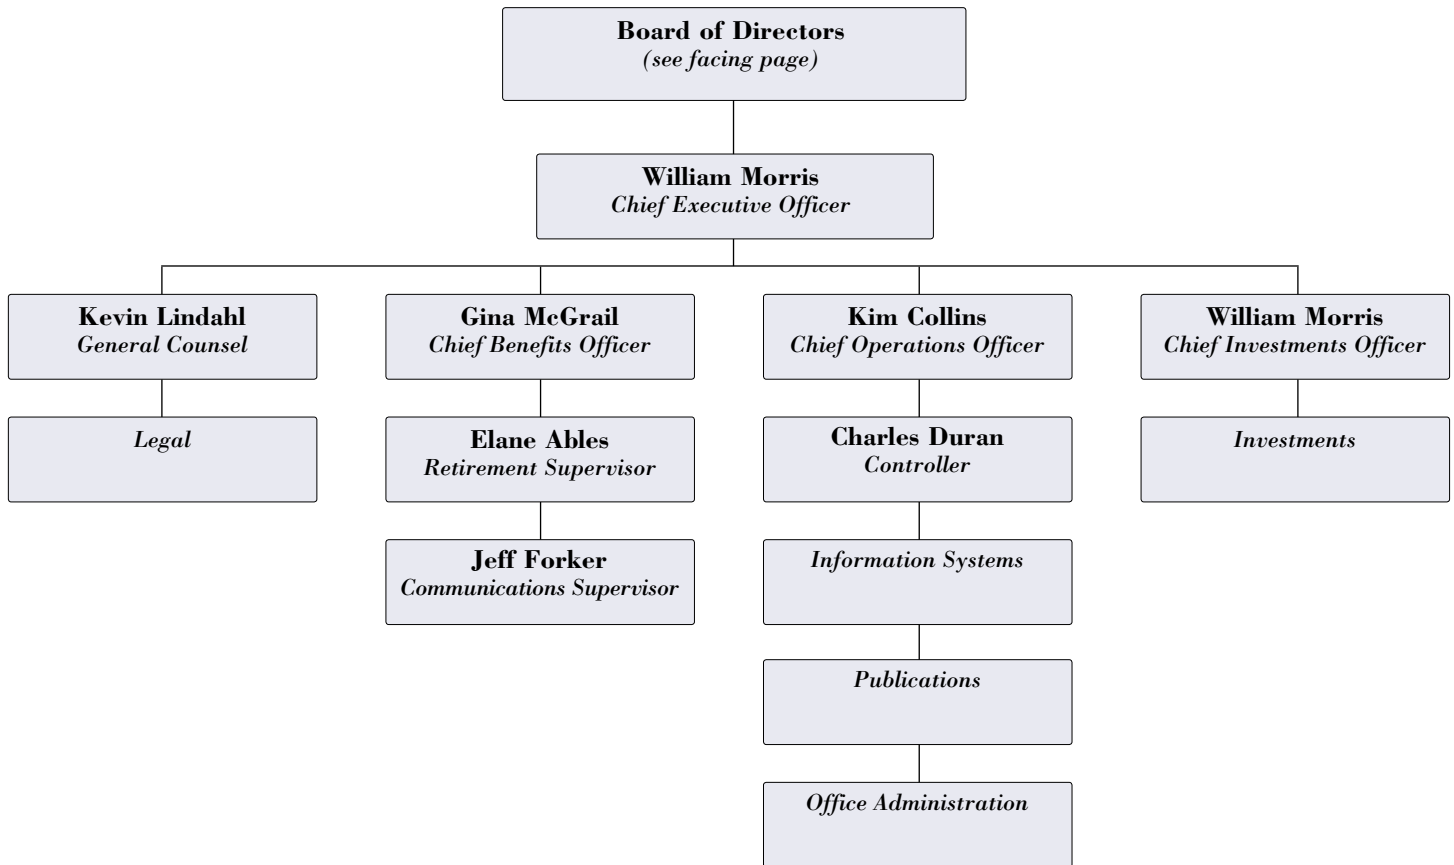 Board of Directors
(see facing page)
William Morris
Chief Executive Officer
Kevin Lindahl
General Counsel
Gina McGrail
Chief Benefits Officer
Kim Collins
Chief Operations Officer
William Morris
Chief Investments Officer
Legal
Elane Ables
Retirement Supervisor
Charles Duran
Controller
Investments
Jeff Forker
Communications Supervisor
Information Systems
Publications
Office Administration